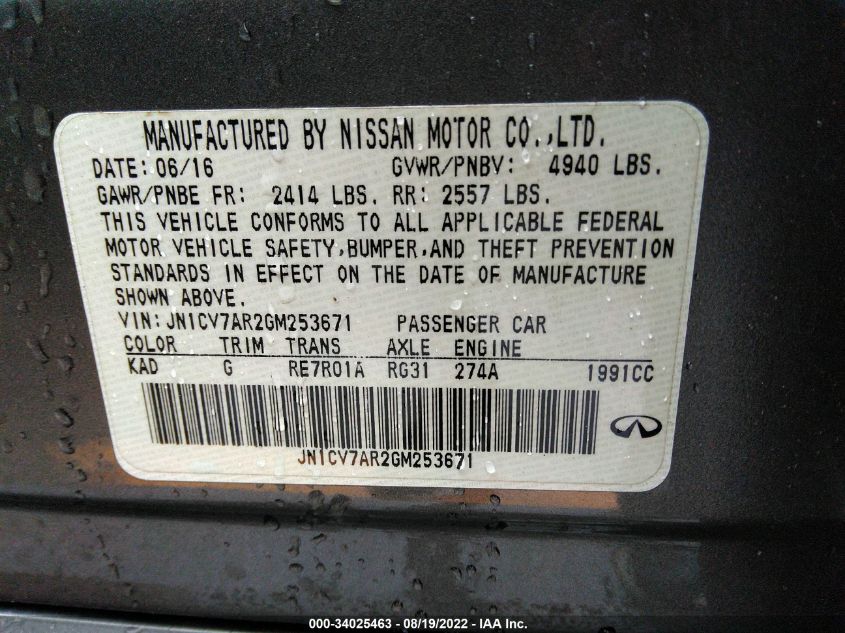 MANUFACTURED BY NISSAN MOTOR CO.,LTD.
DATE: 06/16 GVWR/PNBV: 4940 LBS.
GAWR/PNBE FR: 2414 LBS. RR: 2557 LBS.
THIS VEHICLE CONFORMS TO ALL APPLICABLE FEDERAL
MOTOR VEHICLE SAFETY,BUMPER,AND THEFT PREVENTION
STANDARDS IN EFFECT ON THE DATE OF MANUFACTURE
SHOWN ABOVE.
VIN:JN1CV7AR2GM253671 PASSENGER CAR
COLOR TRIM TRANS AXLE ENGINE
KAD G RE7R01A RG31 274A 1991CC
JN1CV7AR2GM253671
000-34025463 - 08/19/2022 - IAA Inc.